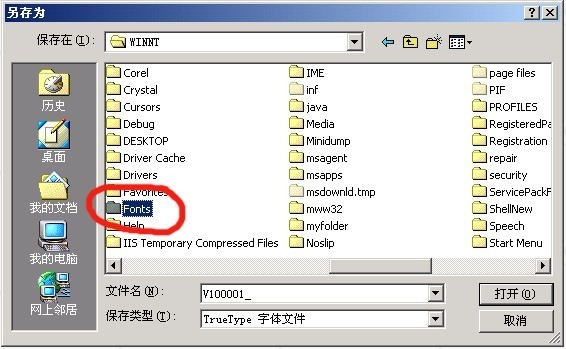 另存为
保存在(I):
WINNT
历史
桌面
我的文档
我的电脑
网上邻居
Corel
Crystal
Cursors
Debug
DESKTOP
Driver Cache
Drivers
Favorites
Fonts
Help
IIS Temporary Compressed Files
IME
inf
java
Media
Minidump
msagent
msapps
msdownld.tmp
mww32
myfolder
Noslip
page files
PIF
PROFILES
RegisteredPa
Registration
repair
security
ServicePackF
ShellNew
Speech
Start Menu
文件名(N):
V100001_
打开(O)
保存类型(T):
TrueType 字体文件
取消